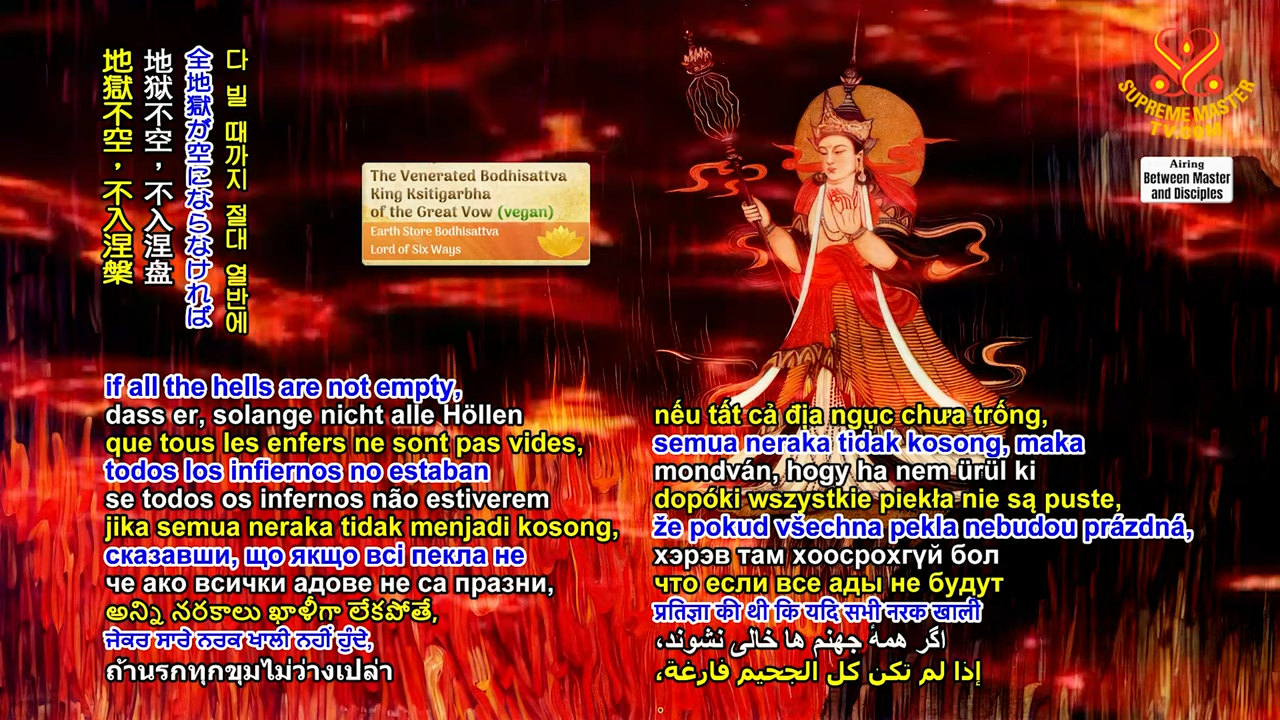 다 빌 때까지 절대 열반에
全地獄が空にならなければ
地狱不空，不入涅盘
地獄不空，不入涅槃
The Venerated Bodhisattva
King Ksitigarbha
of the Great Vow (vegan)
Earth Store Bodhisattva
Lord of Six Ways
SUPREME MASTER
TV.COM
Airing
Between Master
and Disciples
if all the hells are not empty,
dass er, solange nicht alle Höllen
que tous les enfers ne sont pas vides,
todos los infiernos no estaban
se todos os infernos não estiverem
jika semua neraka tidak menjadi kosong,
сказавши, що якщо всі пекла не
че ако всички адове не са празни,
అన్ని నరకాలు ఖాళీగా లేకపోతే,
ਜੇਕਰ ਸਾਰੇ ਨਰਕ ਖਾਲੀ ਨਹੀਂ ਹੁੰਦੇ,
ถ้านรกทุกขุมไม่ว่างเปล่า
nếu tất cả địa ngục chưa trống,
semua neraka tidak kosong, maka
mondván, hogy ha nem ürül ki
dopóki wszystkie piekła nie są puste,
že pokud všechna pekla nebudou prázdná,
хэрэв там хоосрохгүй бол
что если все ады не будут
प्रतिज्ञा की थी कि यदि सभी नरक खाली
اگر همهٔ جهنم ها خالی نشوند،
إذا لم تكن كل الجحيم فارغة،